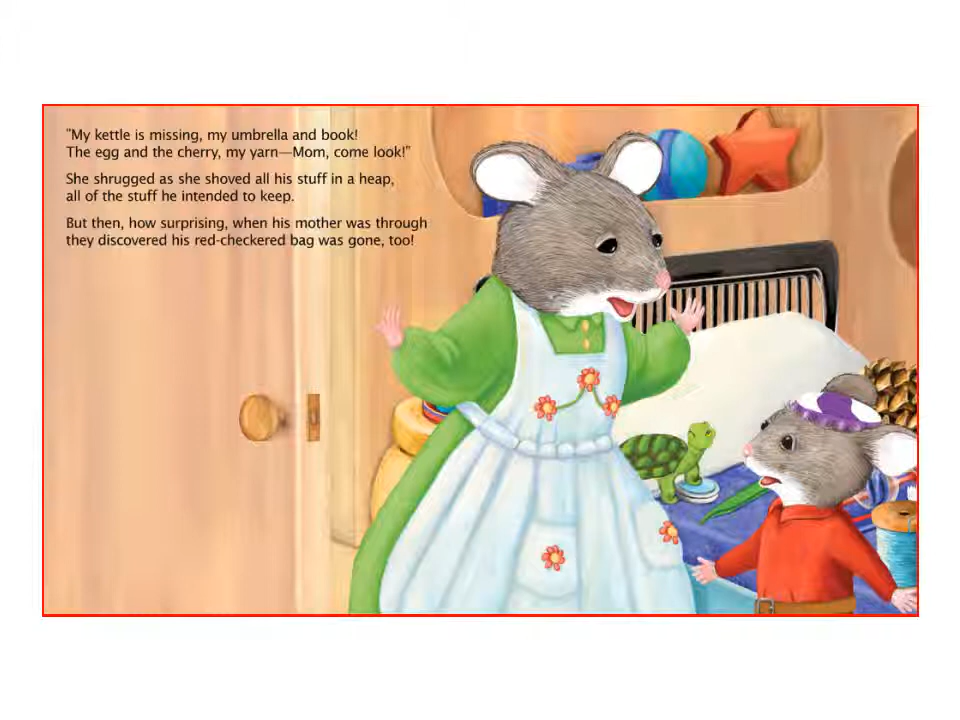 "My kettle is missing, my umbrella and book!
The egg and the cherry, my yarn—Mom, come look!"
She shrugged as she shoved all his stuff in a heap,
all of the stuff he intended to keep.
But then, how surprising, when his mother was through
they discovered his red-checkered bag was gone, too!